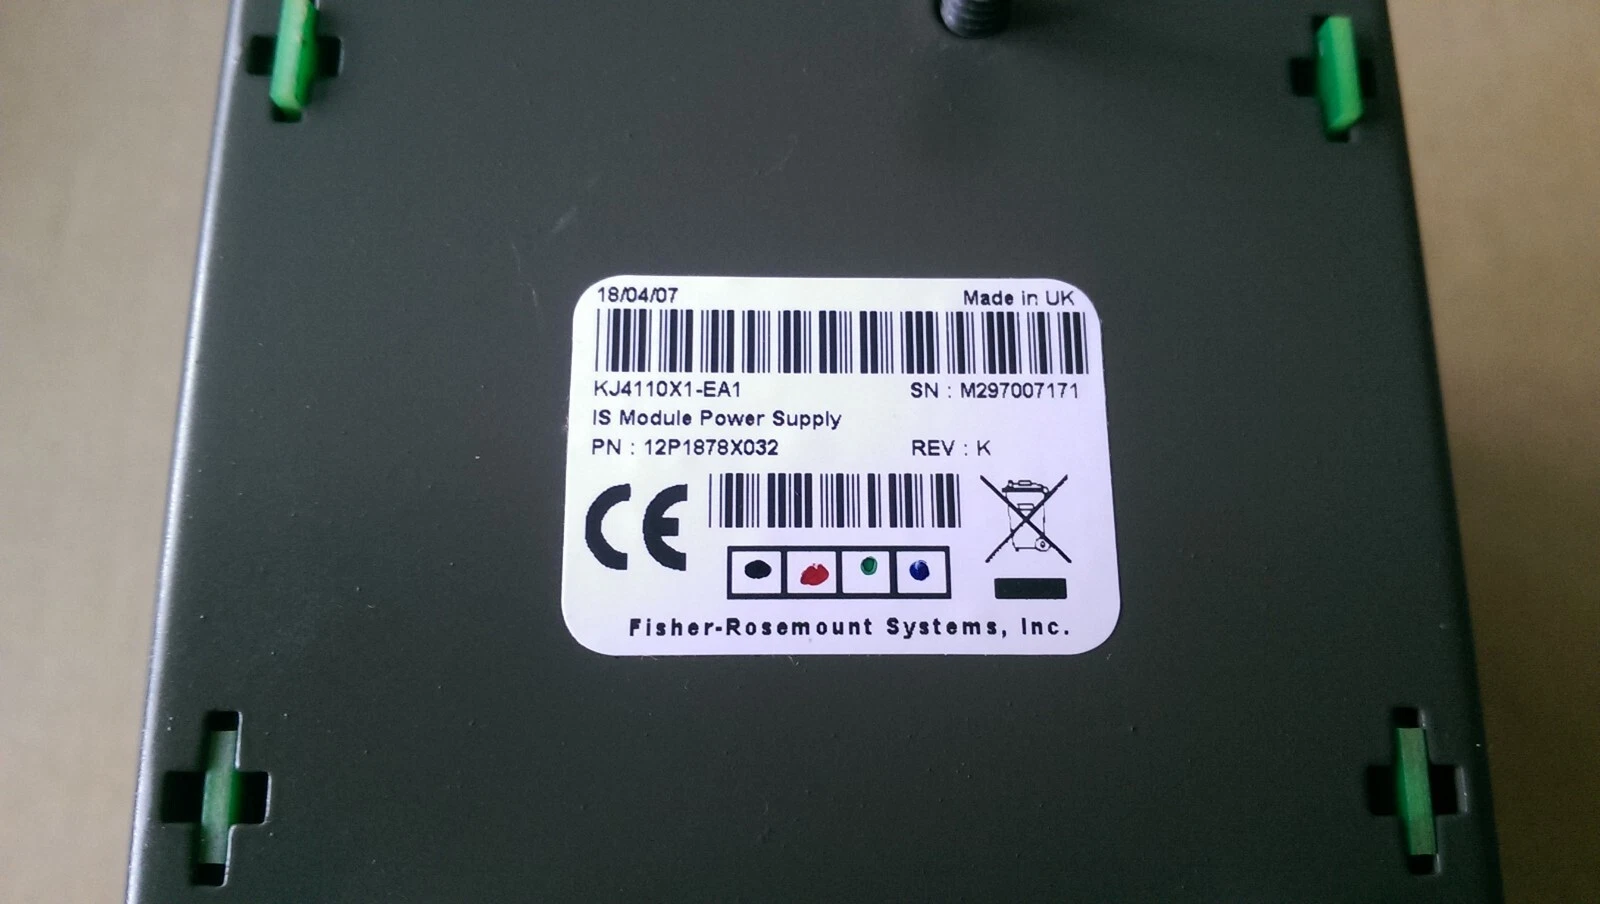 18/04/07 Made in UK
KJ4110X1-EA1 SN : M297007171
IS Module Power Supply
PN : 12P1878X032 REV : K
CE
Fisher-Rosemount Systems, Inc.